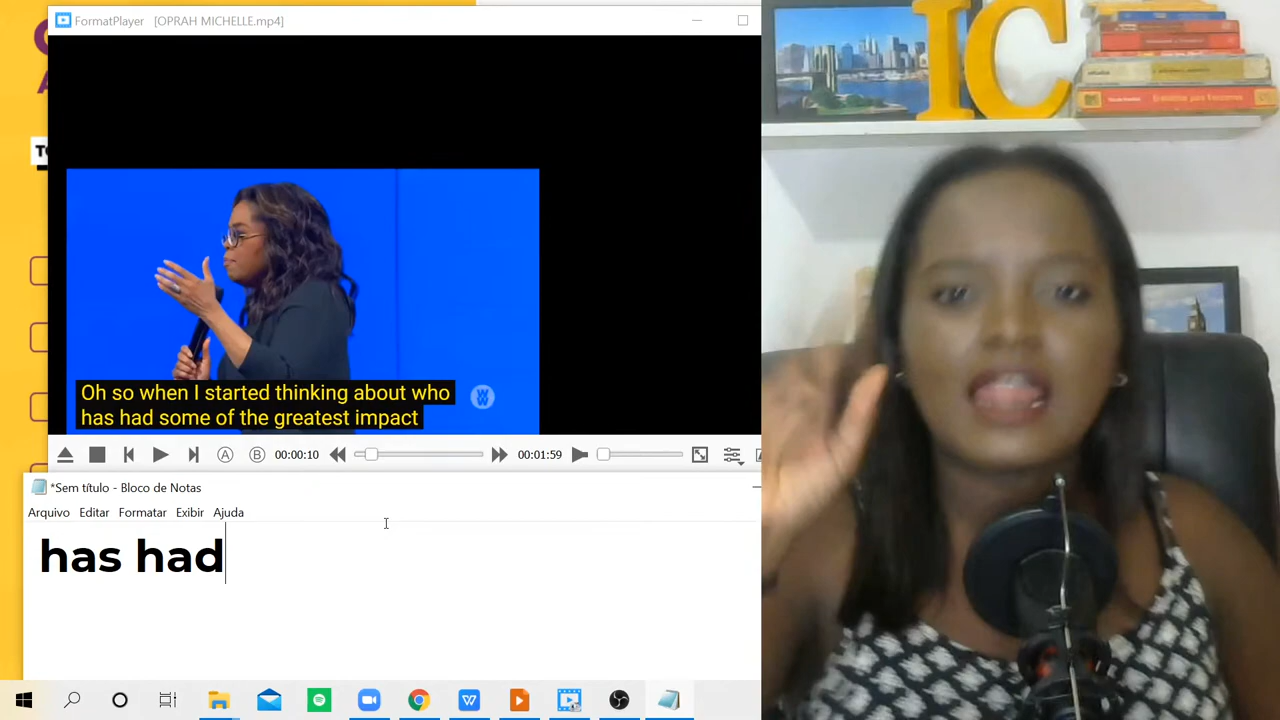 FormatPlayer [OPRAH MICHELLE.mp4]
IC
Oh so when I started thinking about who
has had some of the greatest impact
W
W
A
B
00:00:10
00:01:59
*Sem título - Bloco de Notas
Arquivo Editar Formatar Exibir Ajuda
has had